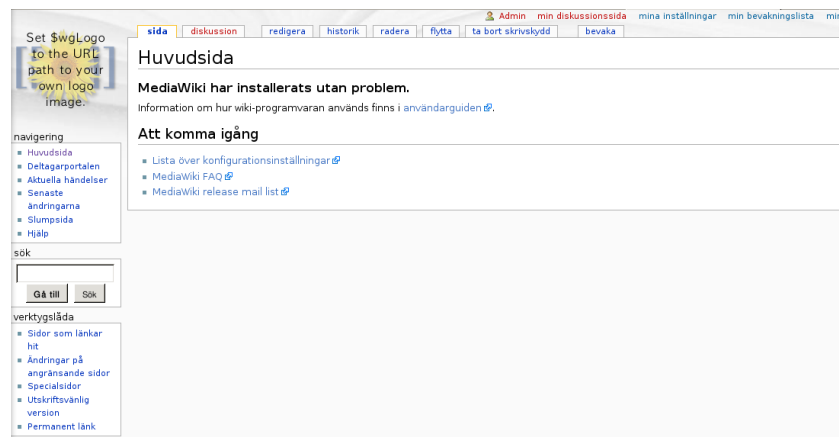 Admin min diskussionssida mina inställningar min bevakningslista
sida diskussion redigera historik radera flytta ta bort skrivskydd bevaka
Set $wgLogo
to the URL
path to your
own logo
image.
Huvudsida
MediaWiki har installerats utan problem.
Information om hur wiki-programvaran används finns i användarguiden.
Att komma igång
Lista över konfigurationsinställningar
MediaWiki FAQ
MediaWiki release mail list
navigering
Huvudsida
Deltagarportalen
Aktuella händelser
Senaste
ändringarna
Slumpsida
Hjälp
sök
Gå till Sök
verktygslåda
Sidor som länkar
hit
Ändringar på
angränsande sidor
Specialsidor
Utskriftsvänlig
version
Permanent länk